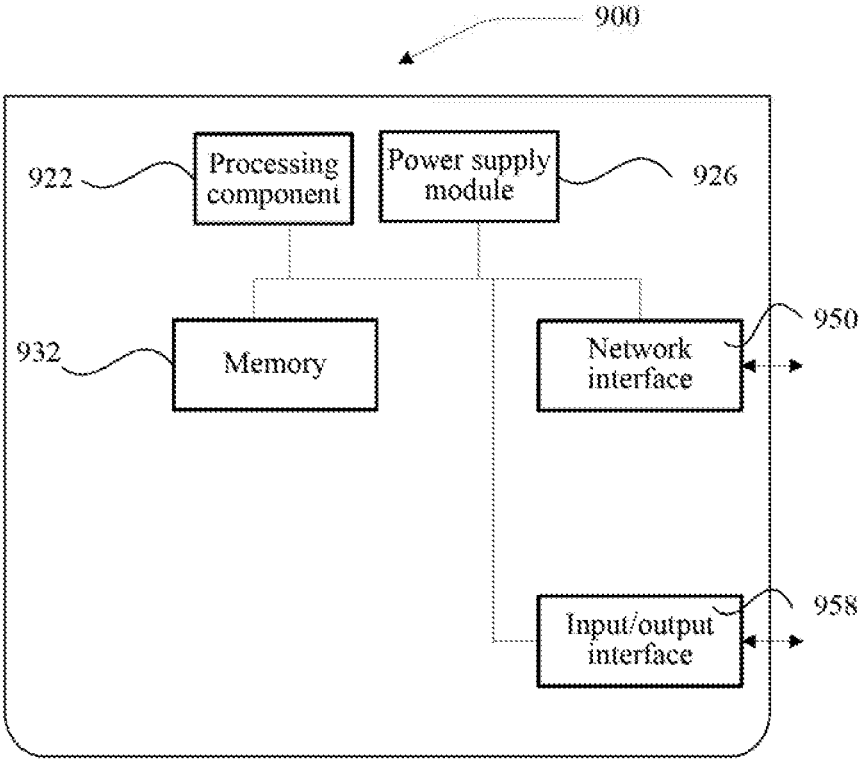 900
922
Processing
component
Power supply
module
926
932
Memory
Network
interface
950
Input/output
interface
958